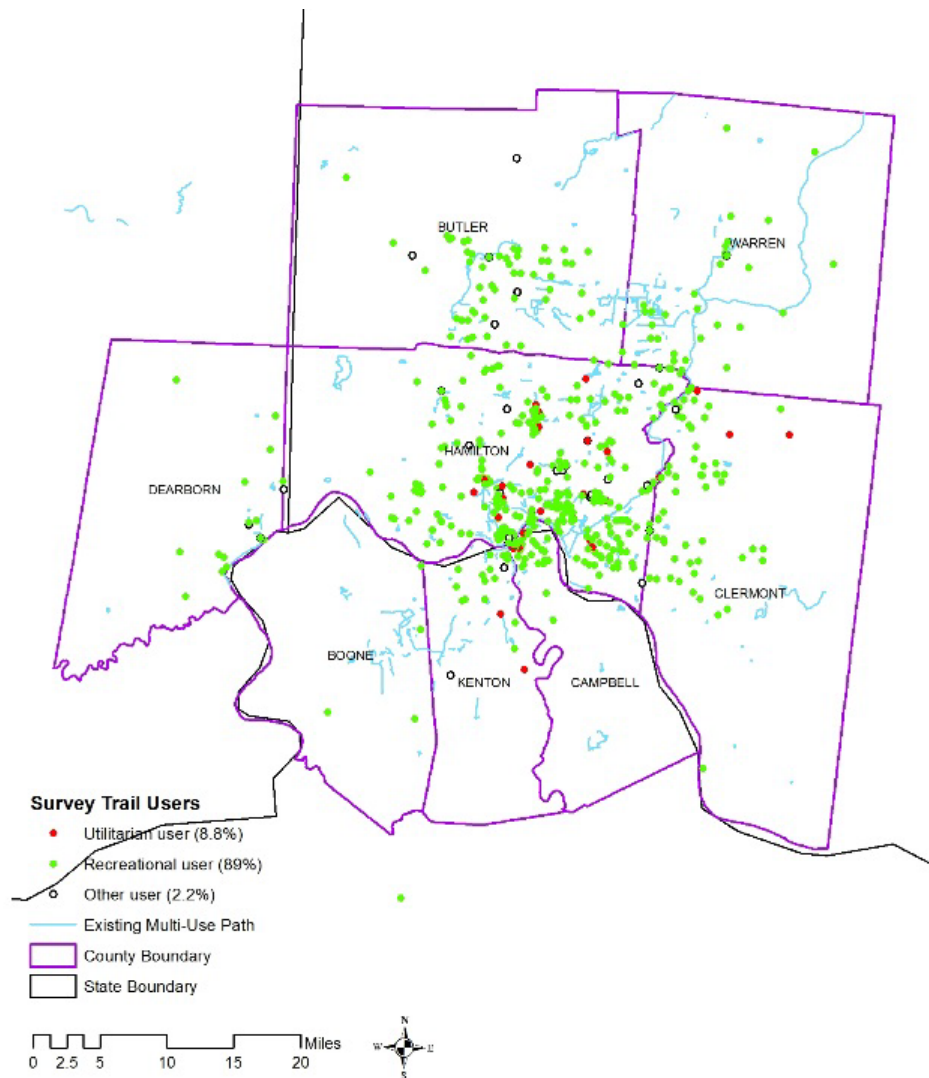 BUTLER
WARREN
HAMILTON
DEARBORN
CLERMONT
BOONE
KENTON
CAMPBELL
Survey Trail Users
Utilitarian user (8.8%)
Recreational user (89%)
Other user (2.2%)
Existing Multi-Use Path
County Boundary
State Boundary
Miles
0 2.5 5 10 15 20
N
W E
S